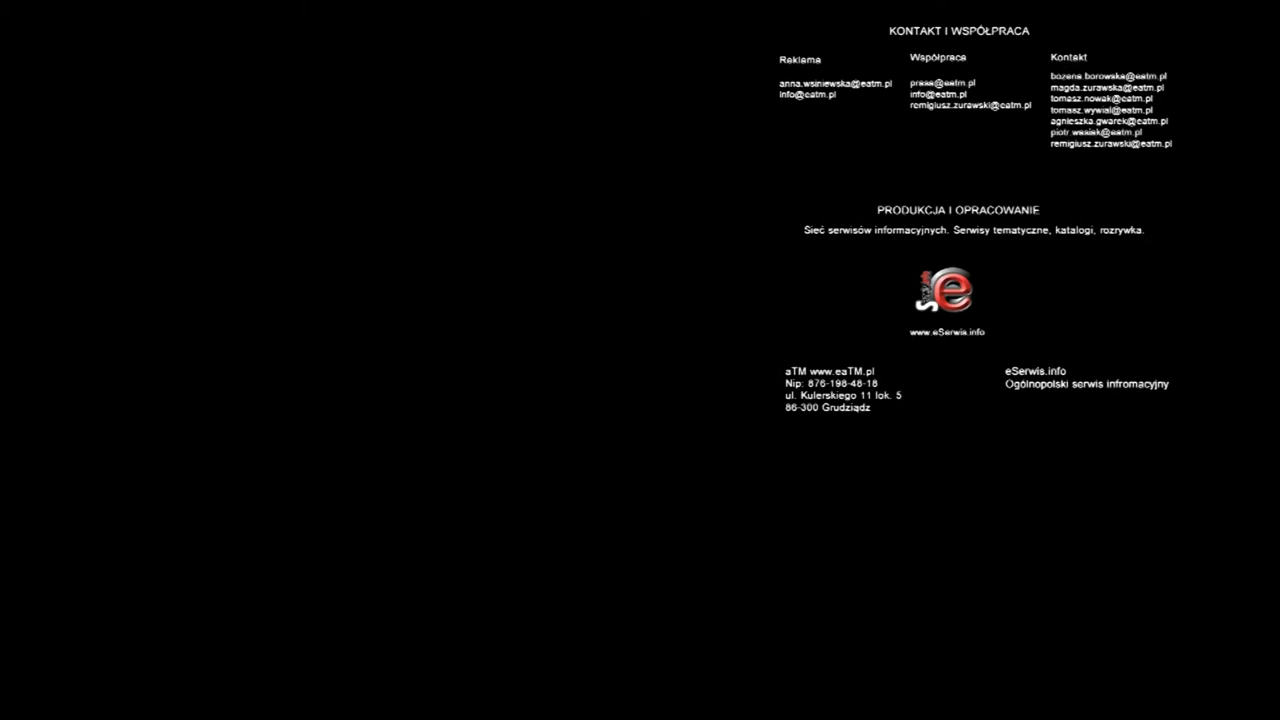 KONTAKT I WSPÓŁPRACA
Reklama
anna.wsiniewska@eatm.pl
info@eatm.pl
Współpraca
prasa@eatm.pl
info@eatm.pl
remigiusz.zurawski@eatm.pl
Kontakt
bozena.borowska@eatm.pl
magda.zurawska@eatm.pl
tomasz.nowak@eatm.pl
tomasz.wywial@eatm.pl
agnieszka.gwarek@eatm.pl
piotr.wasiak@eatm.pl
remigiusz.zurawski@eatm.pl
PRODUKCJA I OPRACOWANIE
Sieć serwisów informacyjnych. Serwisy tematyczne, katalogi, rozrywka.
www.eSerwis.info
aTM www.eaTM.pl
Nip: 876-198-48-18
ul. Kulerskiego 11 lok. 5
86-300 Grudziądz
eSerwis.info
Ogólnopolski serwis infromacyjny